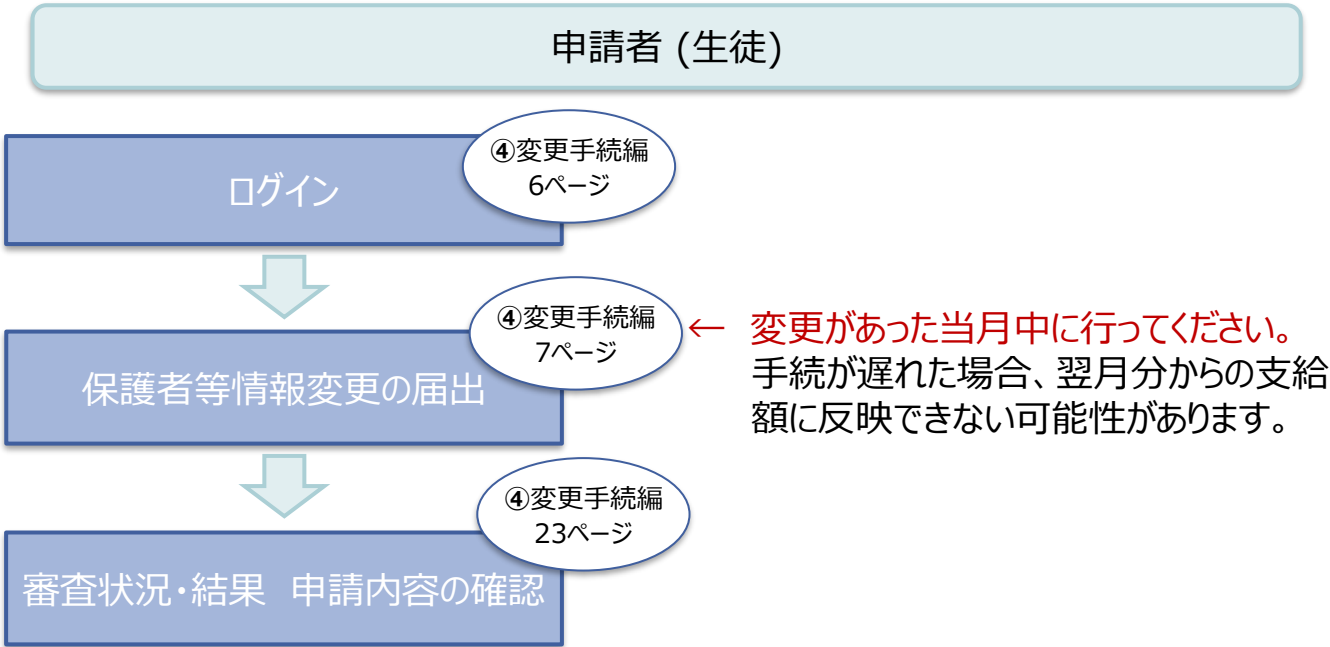 申請者 (生徒)
④変更手続編
6ページ
ログイン
④変更手続編
7ページ
← 変更があった当月中に行ってください。
手続が遅れた場合、翌月分からの支給
額に反映できない可能性があります。
保護者等情報変更の届出
④変更手続編
23ページ
審査状況・結果　申請内容の確認